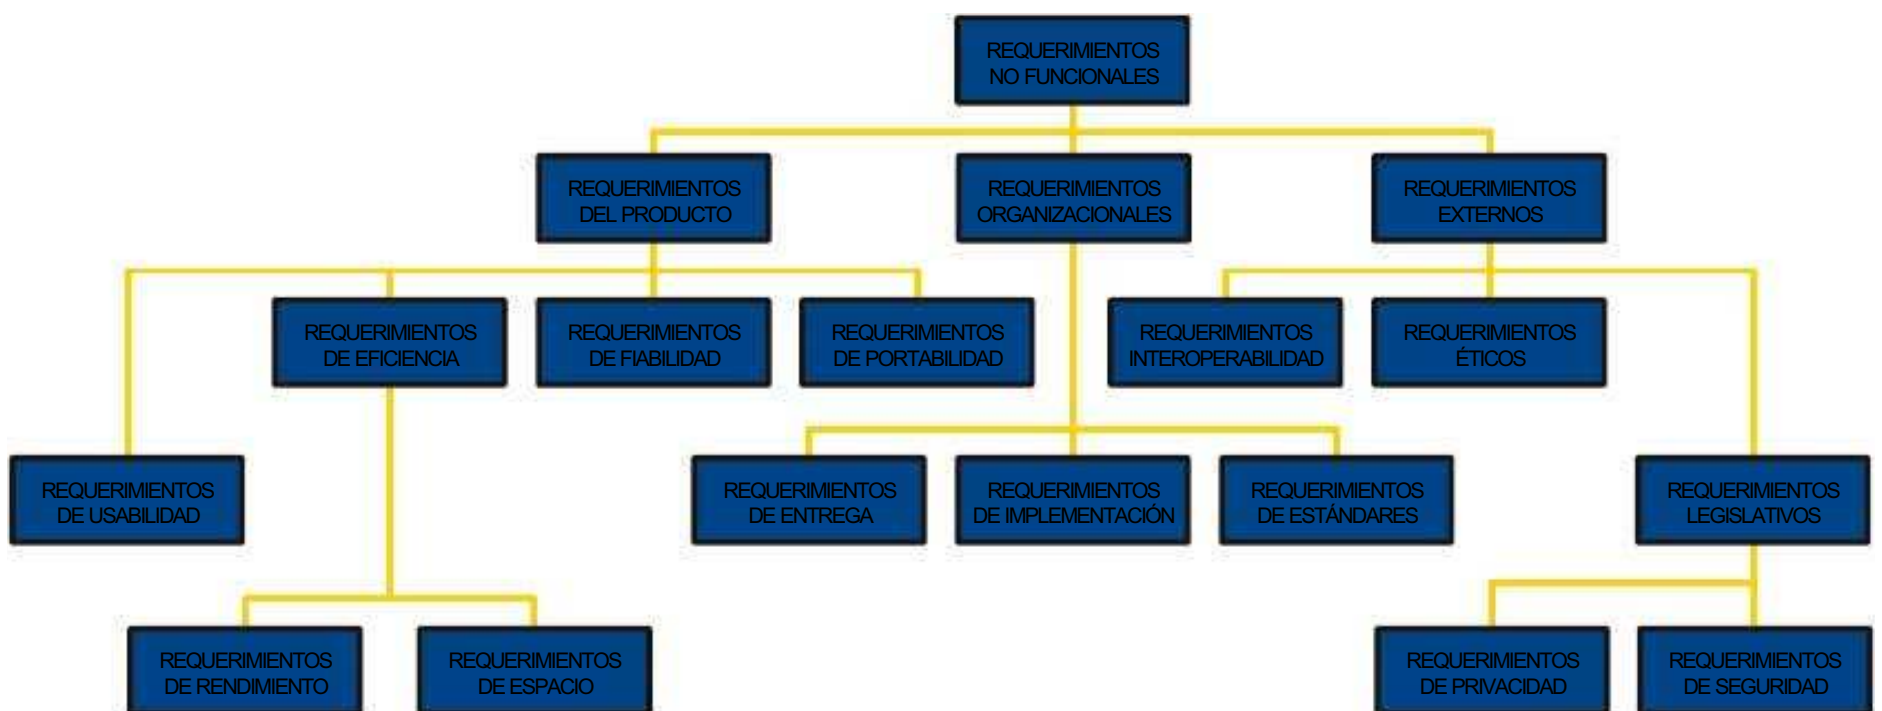 REQUERIMIENTOS
NO FUNCIONALES
REQUERIMIENTOS
DEL PRODUCTO
REQUERIMIENTOS
ORGANIZACIONALES
REQUERIMIENTOS
EXTERNOS
REQUERIMIENTOS
DE EFICIENCIA
REQUERIMIENTOS
DE FIABILIDAD
REQUERIMIENTOS
DE PORTABILIDAD
REQUERIMIENTOS
INTEROPERABILIDAD
REQUERIMIENTOS
ÉTICOS
REQUERIMIENTOS
DE USABILIDAD
REQUERIMIENTOS
DE ENTREGA
REQUERIMIENTOS
DE IMPLEMENTACIÓN
REQUERIMIENTOS
DE ESTÁNDARES
REQUERIMIENTOS
LEGISLATIVOS
REQUERIMIENTOS
DE RENDIMIENTO
REQUERIMIENTOS
DE ESPACIO
REQUERIMIENTOS
DE PRIVACIDAD
REQUERIMIENTOS
DE SEGURIDAD